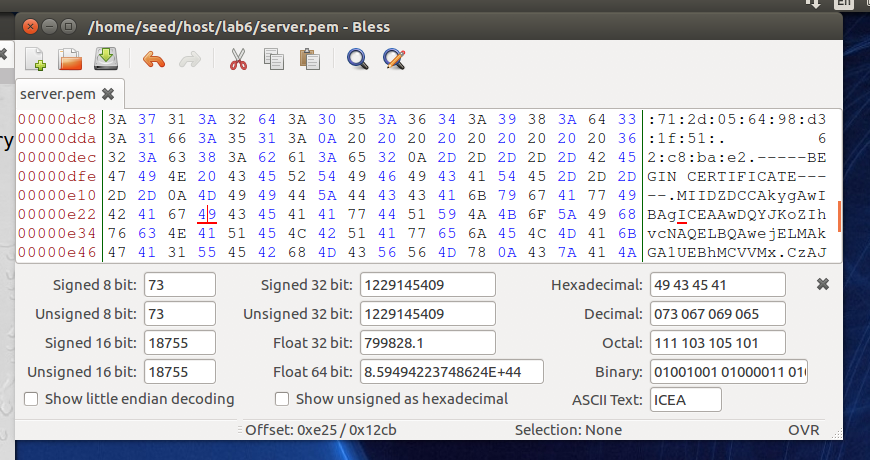 En
/home/seed/host/lab6/server.pem - Bless
server.pem
ry
00000dc8 3A 37 31 3A 32 64 3A 30 35 3A 36 34 3A 39 38 3A 64 33 :71:2d:05:64:98:d3
00000dda 3A 31 66 3A 35 31 3A 0A 20 20 20 20 20 20 20 20 20 36 :1f:51:. 6
00000dec 32 3A 63 38 3A 62 61 3A 65 32 0A 2D 2D 2D 2D 2D 42 45 2:c8:ba:e2.-----BE
00000dfe 47 49 4E 20 43 45 52 54 49 46 49 43 41 54 45 2D 2D 2D GIN CERTIFICATE---
00000e10 2D 2D 0A 4D 49 49 44 5A 44 43 43 41 6B 79 67 41 77 49 --.MIIDZDCCAkygAwI
00000e22 42 41 67 49 43 45 41 41 77 44 51 59 4A 4B 6F 5A 49 68 BAgICEAAwDQYJKoZIh
00000e34 76 63 4E 41 51 45 4C 42 51 41 77 65 6A 45 4C 4D 41 6B vcNAQELBQAwejELMAk
00000e46 47 41 31 55 45 42 68 4D 43 56 56 4D 78 0A 43 7A 41 4A GA1UEBhMCVVMx.CzAJ
Signed 8 bit: 73 Signed 32 bit: 1229145409 Hexadecimal: 49 43 45 41
Unsigned 8 bit: 73 Unsigned 32 bit: 1229145409 Decimal: 073 067 069 065
Signed 16 bit: 18755 Float 32 bit: 799828.1 Octal: 111 103 105 101
Unsigned 16 bit: 18755 Float 64 bit: 8.59494223748624E+44 Binary: 01001001 01000011 010
Show little endian decoding Show unsigned as hexadecimal ASCII Text: ICEA
Offset: 0xe25 / 0x12cb Selection: None OVR